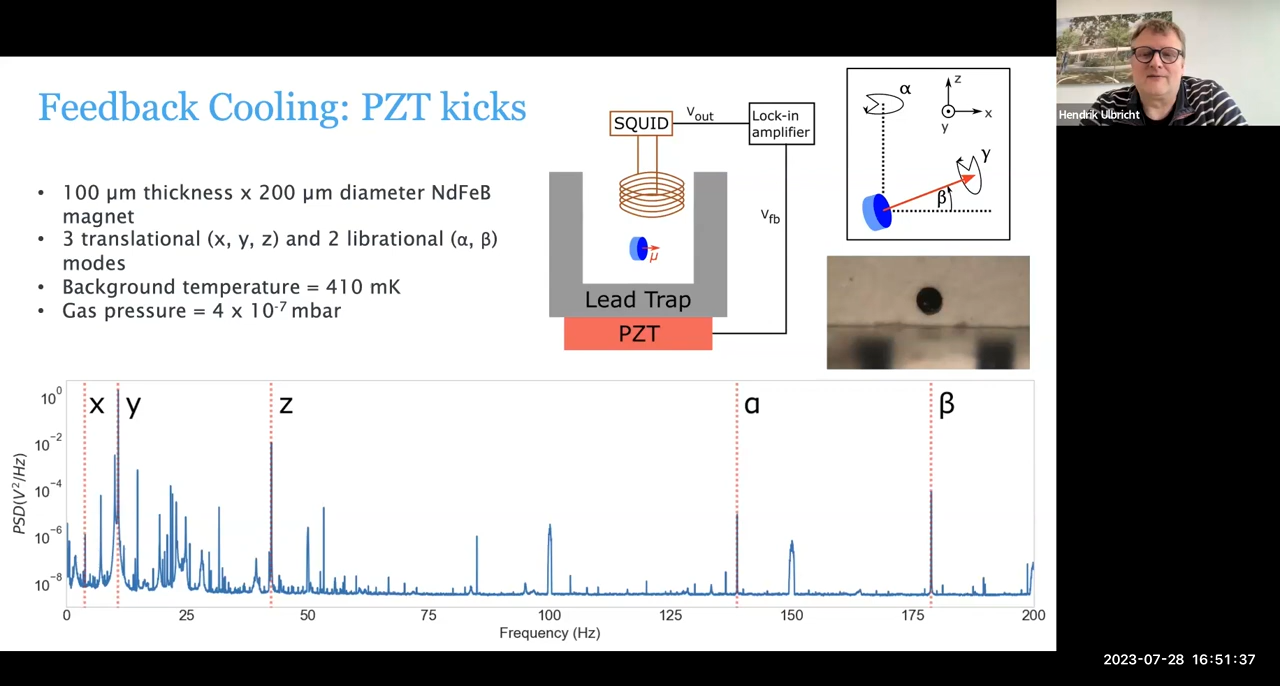 Feedback Cooling: PZT kicks
• 100 μm thickness x 200 μm diameter NdFeB
magnet
• 3 translational (x, y, z) and 2 librational (α, β)
modes
• Background temperature = 410 mK
• Gas pressure = 4 x 10⁻⁷ mbar
SQUID
Vout
Lock-in
amplifier
Vfb
μ
Lead Trap
PZT
α
z
x
y
γ
β
Hendrik Ulbricht
x
y
z
α
β
PSD(V²/Hz)
10⁰
10⁻²
10⁻⁴
10⁻⁶
10⁻⁸
0 25 50 75 100 125 150 175 200
Frequency (Hz)
2023-07-28 16:51:37